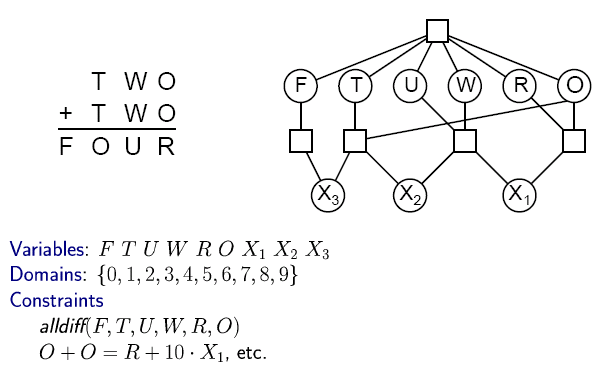 T W O
+ T W O
F O U R
F T U W R O
X₃ X₂ X₁
Variables: F T U W R O X₁ X₂ X₃
Domains: {0, 1, 2, 3, 4, 5, 6, 7, 8, 9}
Constraints
alldiff(F, T, U, W, R, O)
O + O = R + 10 · X₁, etc.